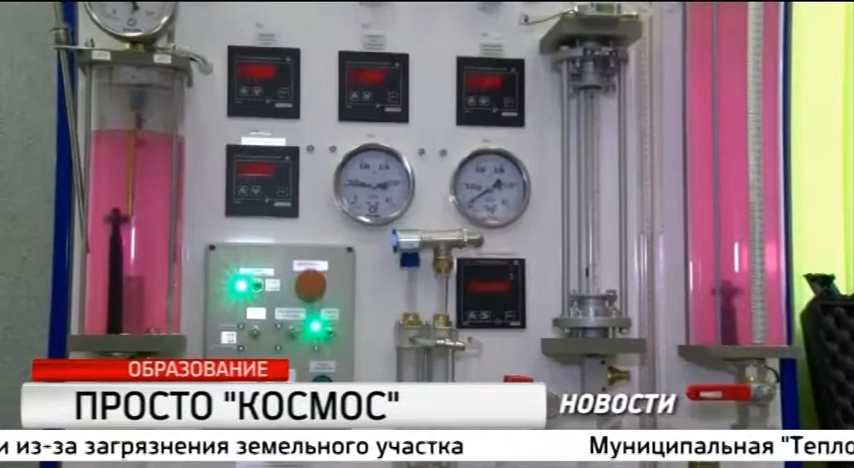 ОБРАЗОВАНИЕ
ПРОСТО "КОСМОС"
НОВОСТИ
и из-за загрязнения земельного участка Муниципальная "Тепло